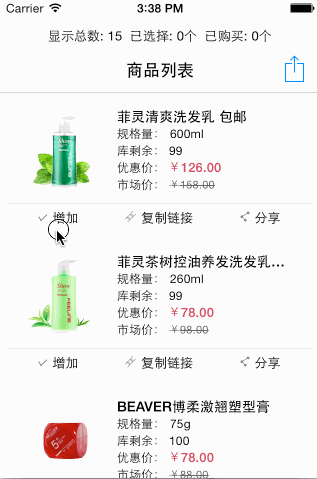 Carrier 3:38 PM
显示总数: 15 已选择: 0个 已购买: 0个
商品列表
菲灵清爽洗发乳 包邮
规格量: 600ml
库剩余: 99
优惠价: ￥126.00
市场价: ￥158.00
增加 复制链接 分享
菲灵茶树控油养发洗发乳...
规格量: 260ml
库剩余: 99
优惠价: ￥78.00
市场价: ￥98.00
增加 复制链接 分享
BEAVER博柔激翘塑型膏
规格量: 75g
库剩余: 100
优惠价: ￥78.00
市场价: ￥88.00